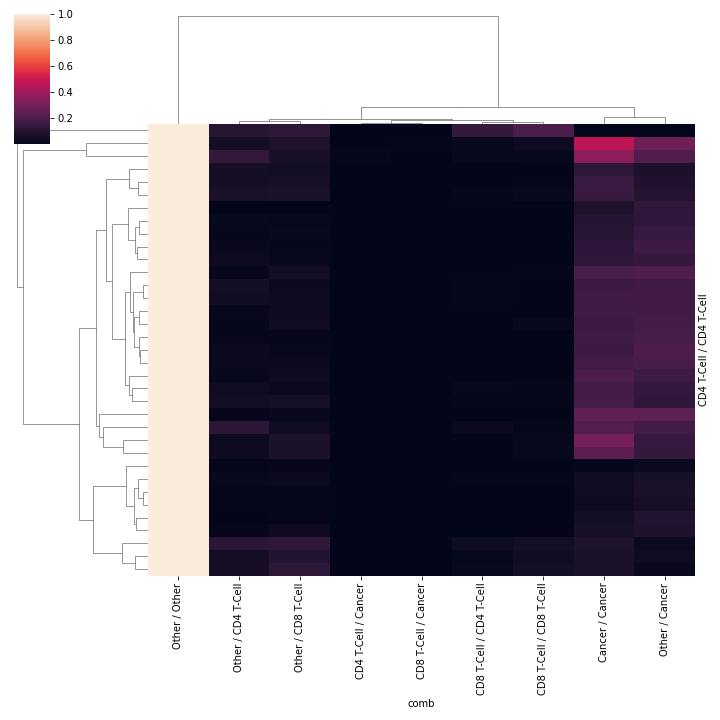 1.0
0.8
0.6
0.4
0.2
CD4 T-Cell / CD4 T-Cell
Other / Other
Other / CD4 T-Cell
Other / CD8 T-Cell
CD4 T-Cell / Cancer
CD8 T-Cell / Cancer
CD8 T-Cell / CD4 T-Cell
CD8 T-Cell / CD8 T-Cell
Cancer / Cancer
Other / Cancer
comb